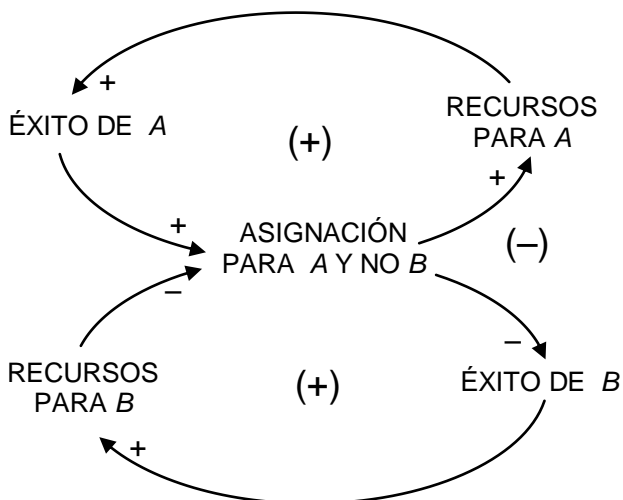 +
RECURSOS
PARA A
ÉXITO DE A
(+)
+
+
ASIGNACIÓN
PARA A Y NO B
(–)
–
–
RECURSOS
PARA B
(+)
ÉXITO DE B
+